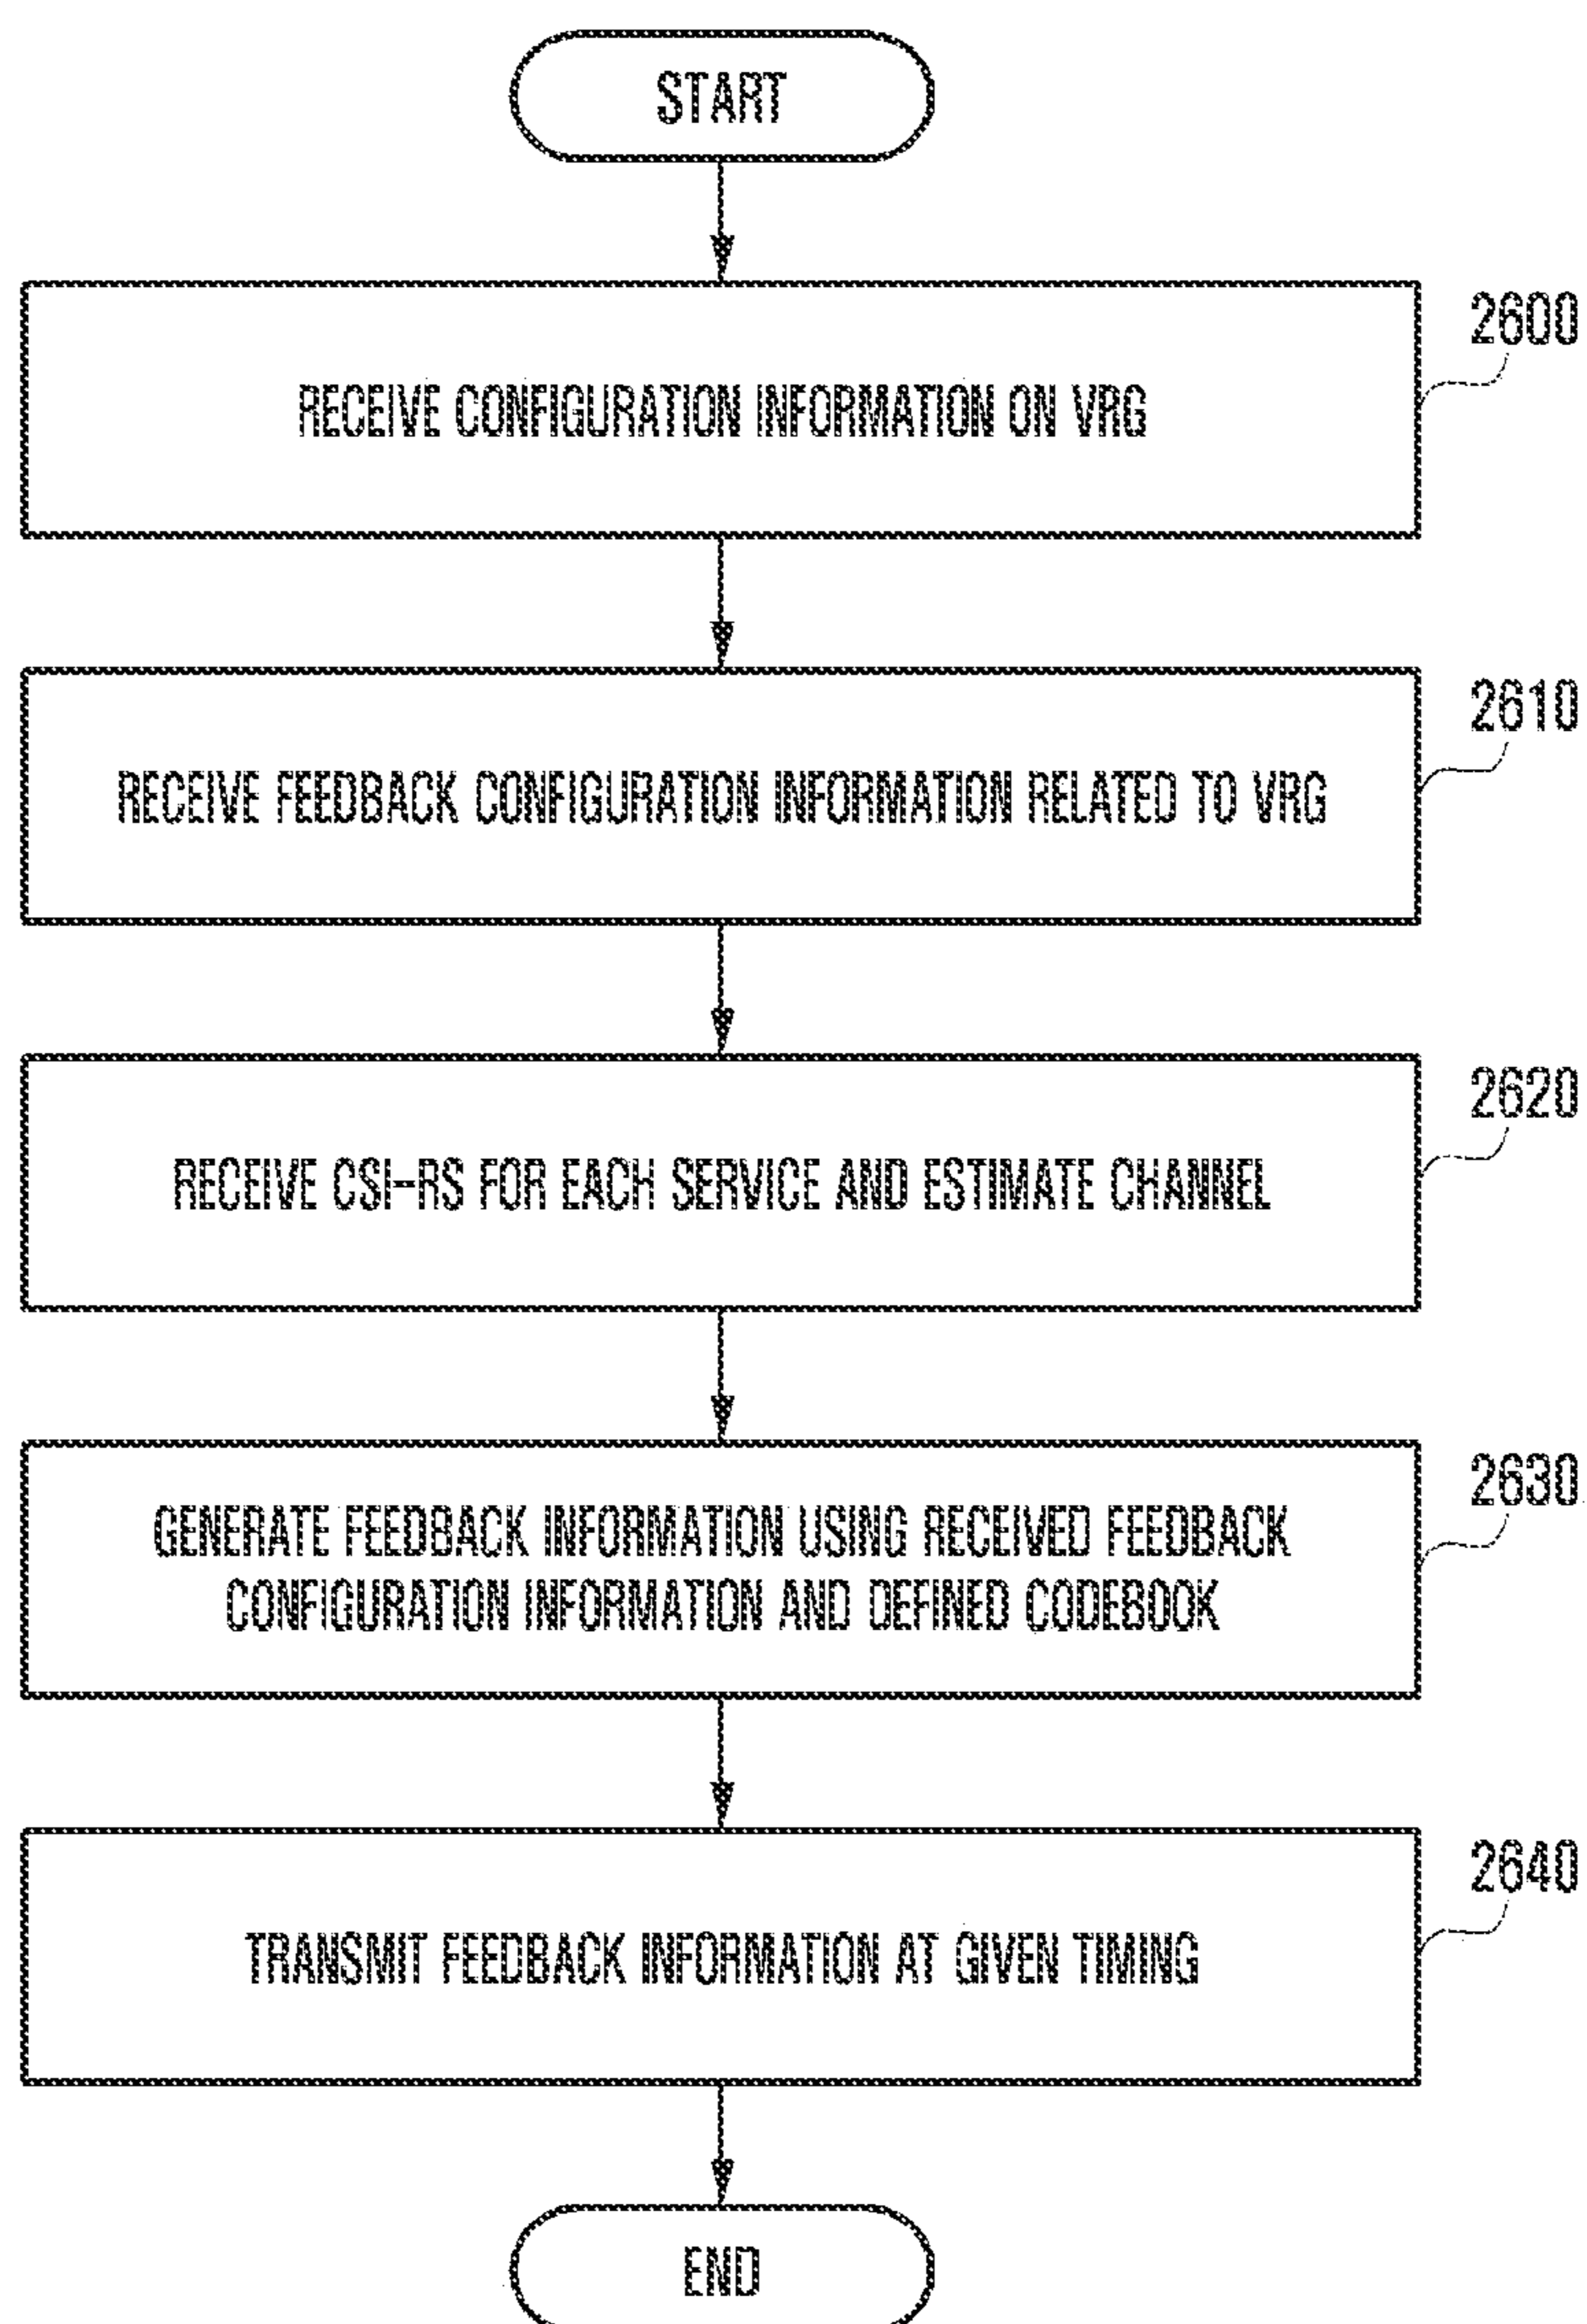 START
2600
RECEIVE CONFIGURATION INFORMATION ON VRG
2610
RECEIVE FEEDBACK CONFIGURATION INFORMATION RELATED TO VRG
2620
RECEIVE CSI-RS FOR EACH SERVICE AND ESTIMATE CHANNEL
2630
GENERATE FEEDBACK INFORMATION USING RECEIVED FEEDBACK
CONFIGURATION INFORMATION AND DEFINED CODEBOOK
2640
TRANSMIT FEEDBACK INFORMATION AT GIVEN TIMING
END